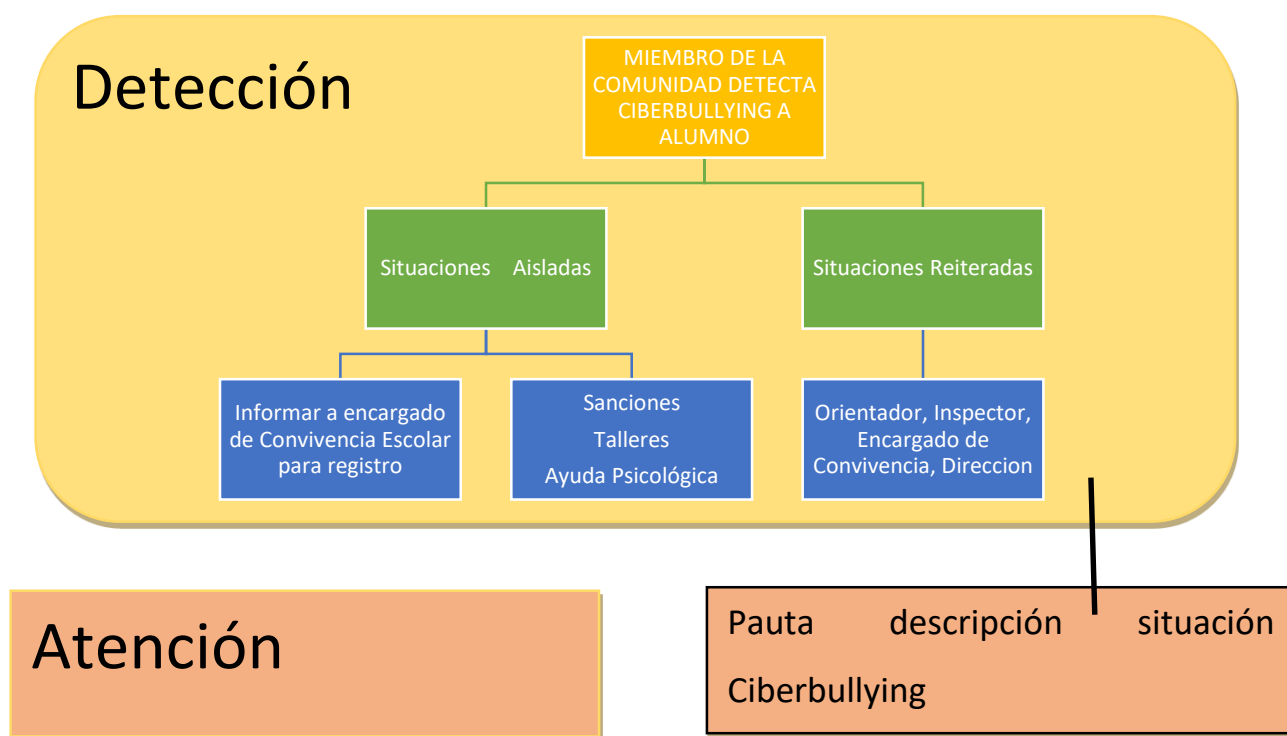 Detección
MIEMBRO DE LA
COMUNIDAD DETECTA
CIBERBULLYING A
ALUMNO
Situaciones Aisladas
Situaciones Reiteradas
Informar a encargado
de Convivencia Escolar
para registro
Sanciones
Talleres
Ayuda Psicológica
Orientador, Inspector,
Encargado de
Convivencia, Direccion
Atención
Pauta descripción situación
Ciberbullying